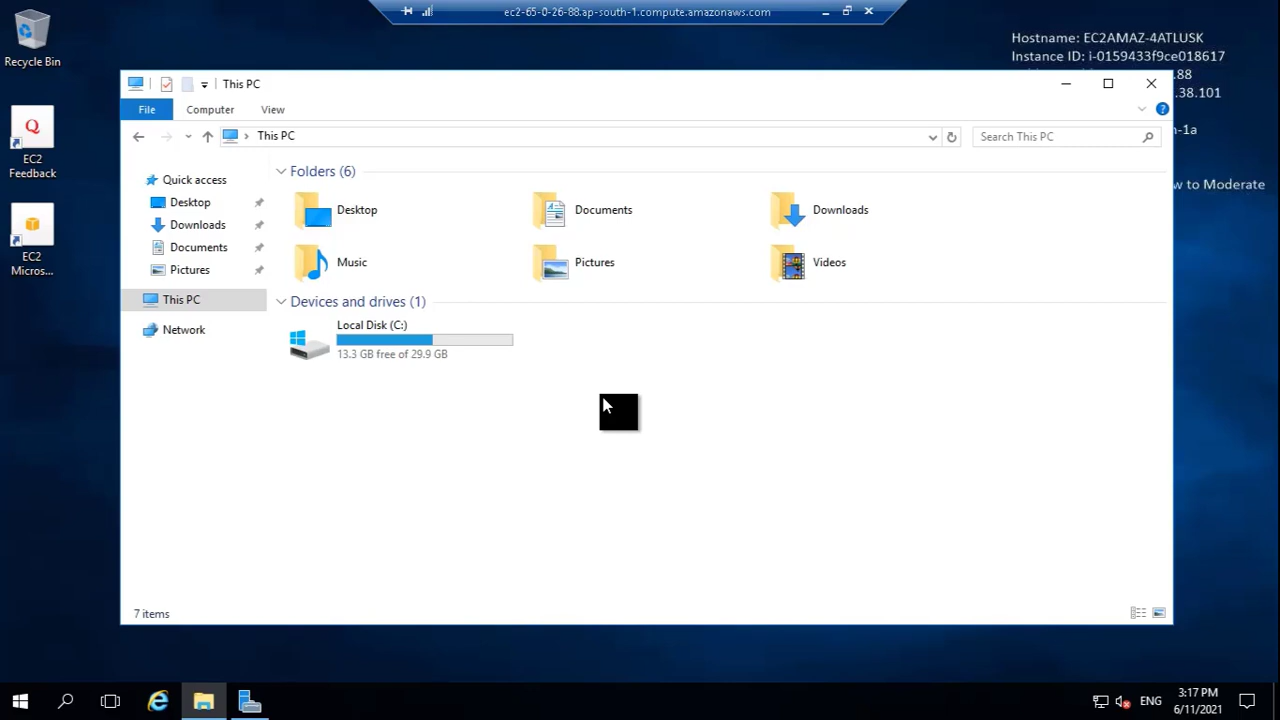 ec2-65-0-26-88.ap-south-1.compute.amazonaws.com
Recycle Bin
EC2
Feedback
EC2
Micros...
Hostname: EC2AMAZ-4ATLUSK
Instance ID: i-0159433f9ce018617
.88
.38.101
-1a
w to Moderate
This PC
File Computer View
This PC
Search This PC
Quick access
Desktop
Downloads
Documents
Pictures
This PC
Network
Folders (6)
Desktop Documents Downloads
Music Pictures Videos
Devices and drives (1)
Local Disk (C:)
13.3 GB free of 29.9 GB
7 items
ENG
3:17 PM
6/11/2021